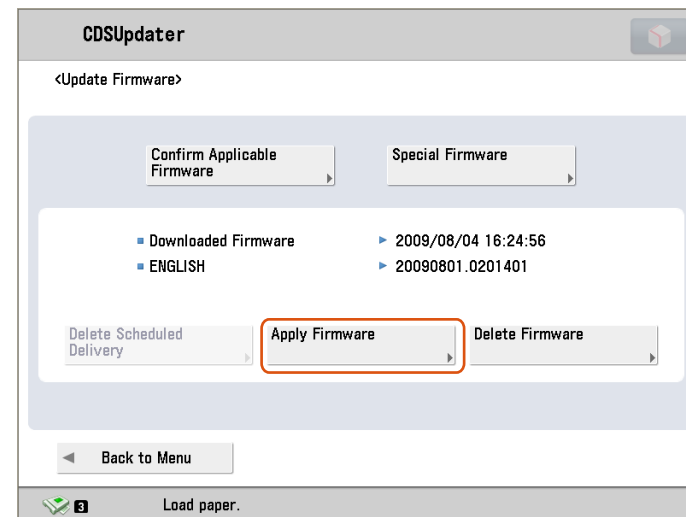 CDSUpdater
<Update Firmware>
Confirm Applicable
Firmware
Special Firmware
Downloaded Firmware
2009/08/04 16:24:56
ENGLISH
20090801.0201401
Delete Scheduled
Delivery
Apply Firmware
Delete Firmware
Back to Menu
3
Load paper.